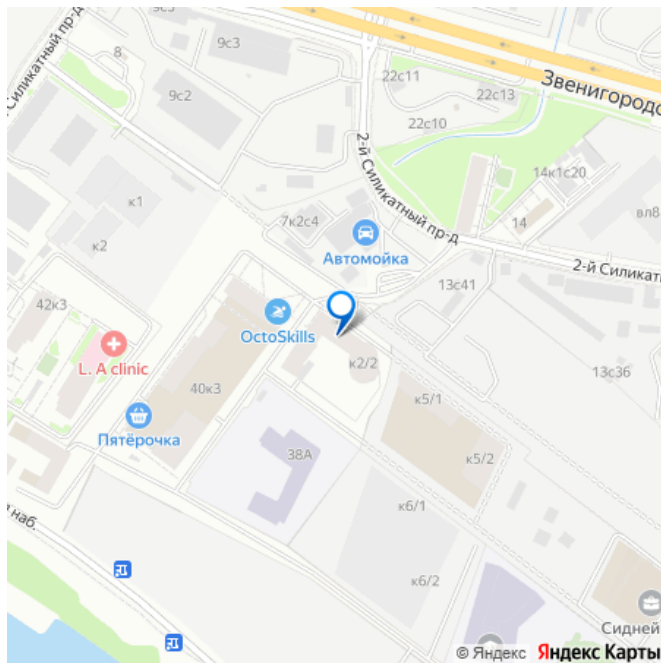 9с3
9с3
8
22с11
Звенигородс
9с2
22с10
22с13
Силикатный пр-д
2-й Силикатный пр-д
14к1с20
к1
7к2с4
14
вл8
к2
Автомойка
2-й Силика
13с41
42к3
OctoSkills
L. A clinic
к2/2
13с36
40к3
к5/1
Пятёрочка
38А
к5/2
к6/1
наб.
к6/2
Сидней
© Яндекс Яндекс Карты